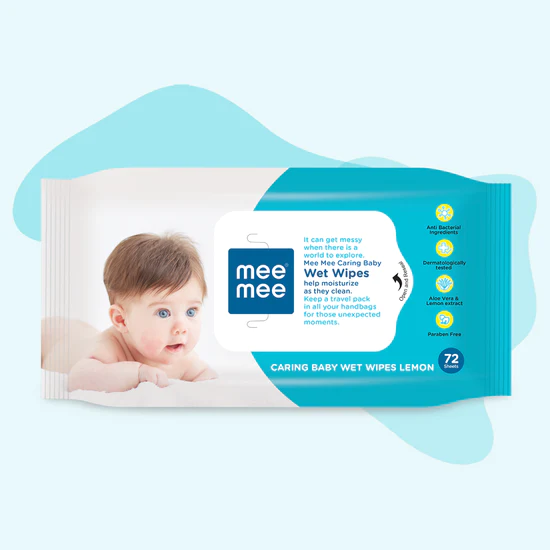 mee®
mee
It can get messy
when there is a
world to explore.
Mee Mee Caring Baby
Wet Wipes
help moisturize
as they clean.
Keep a travel pack
in all your handbags
for those unexpected
moments.
Open and Reseal
Anti Bacterial
Ingredients
Dermatologically
tested
Aloe Vera &
Lemon extract
Paraben Free
CARING BABY WET WIPES LEMON
72
Sheets